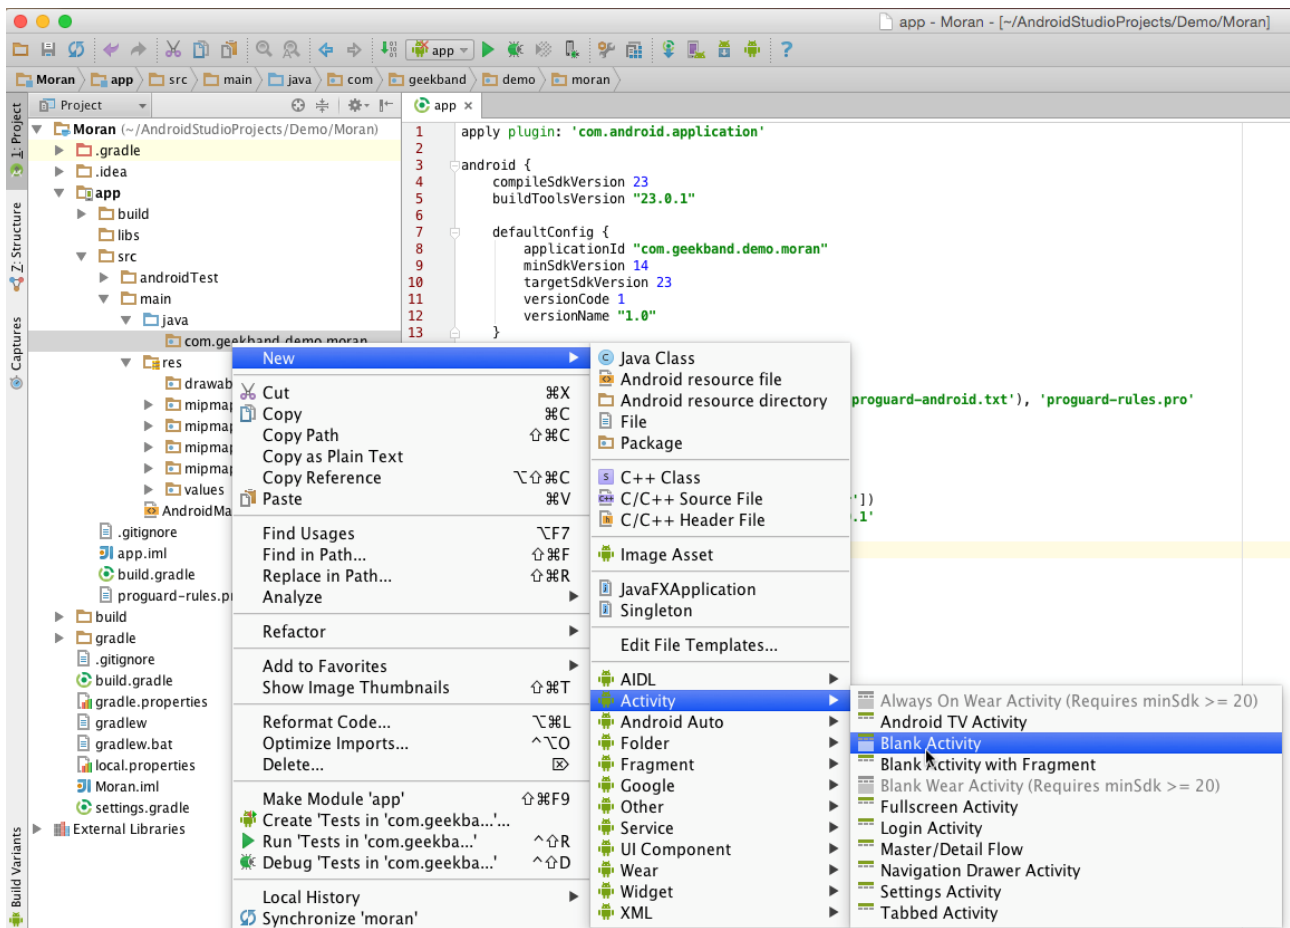 app - Moran - [~/AndroidStudioProjects/Demo/Moran]
app
Moran app src main java com geekband demo moran
Project
app
1: Project
Z: Structure
Captures
Build Variants
Moran (~/AndroidStudioProjects/Demo/Moran)
.gradle
.idea
app
build
libs
src
androidTest
main
java
com.geekband.demo.moran
res
drawab
mipmap
mipmap
mipmap
mipmap
values
AndroidMa
.gitignore
app.iml
build.gradle
proguard-rules.p
build
gradle
.gitignore
build.gradle
gradle.properties
gradlew
gradlew.bat
local.properties
Moran.iml
settings.gradle
External Libraries
1 apply plugin: 'com.android.application'
2
3 android {
4 compileSdkVersion 23
5 buildToolsVersion "23.0.1"
6
7 defaultConfig {
8 applicationId "com.geekband.demo.moran"
9 minSdkVersion 14
10 targetSdkVersion 23
11 versionCode 1
12 versionName "1.0"
13 }
proguard-android.txt'), 'proguard-rules.pro'
'])
.1'
New
Cut ⌘X
Copy ⌘C
Copy Path ⇧⌘C
Copy as Plain Text
Copy Reference ⌥⇧⌘C
Paste ⌘V
Find Usages ⌥F7
Find in Path... ⇧⌘F
Replace in Path... ⇧⌘R
Analyze
Refactor
Add to Favorites
Show Image Thumbnails ⇧⌘T
Reformat Code... ⌥⌘L
Optimize Imports... ^⌥O
Delete... ⌦
Make Module 'app' ⇧⌘F9
Create 'Tests in 'com.geekba...'...
Run 'Tests in 'com.geekba...' ^⇧R
Debug 'Tests in 'com.geekba...' ^⇧D
Local History
Synchronize 'moran'
Java Class
Android resource file
Android resource directory
File
Package
C++ Class
C/C++ Source File
C/C++ Header File
Image Asset
JavaFXApplication
Singleton
Edit File Templates...
AIDL
Activity
Android Auto
Folder
Fragment
Google
Other
Service
UI Component
Wear
Widget
XML
Always On Wear Activity (Requires minSdk >= 20)
Android TV Activity
Blank Activity
Blank Activity with Fragment
Blank Wear Activity (Requires minSdk >= 20)
Fullscreen Activity
Login Activity
Master/Detail Flow
Navigation Drawer Activity
Settings Activity
Tabbed Activity